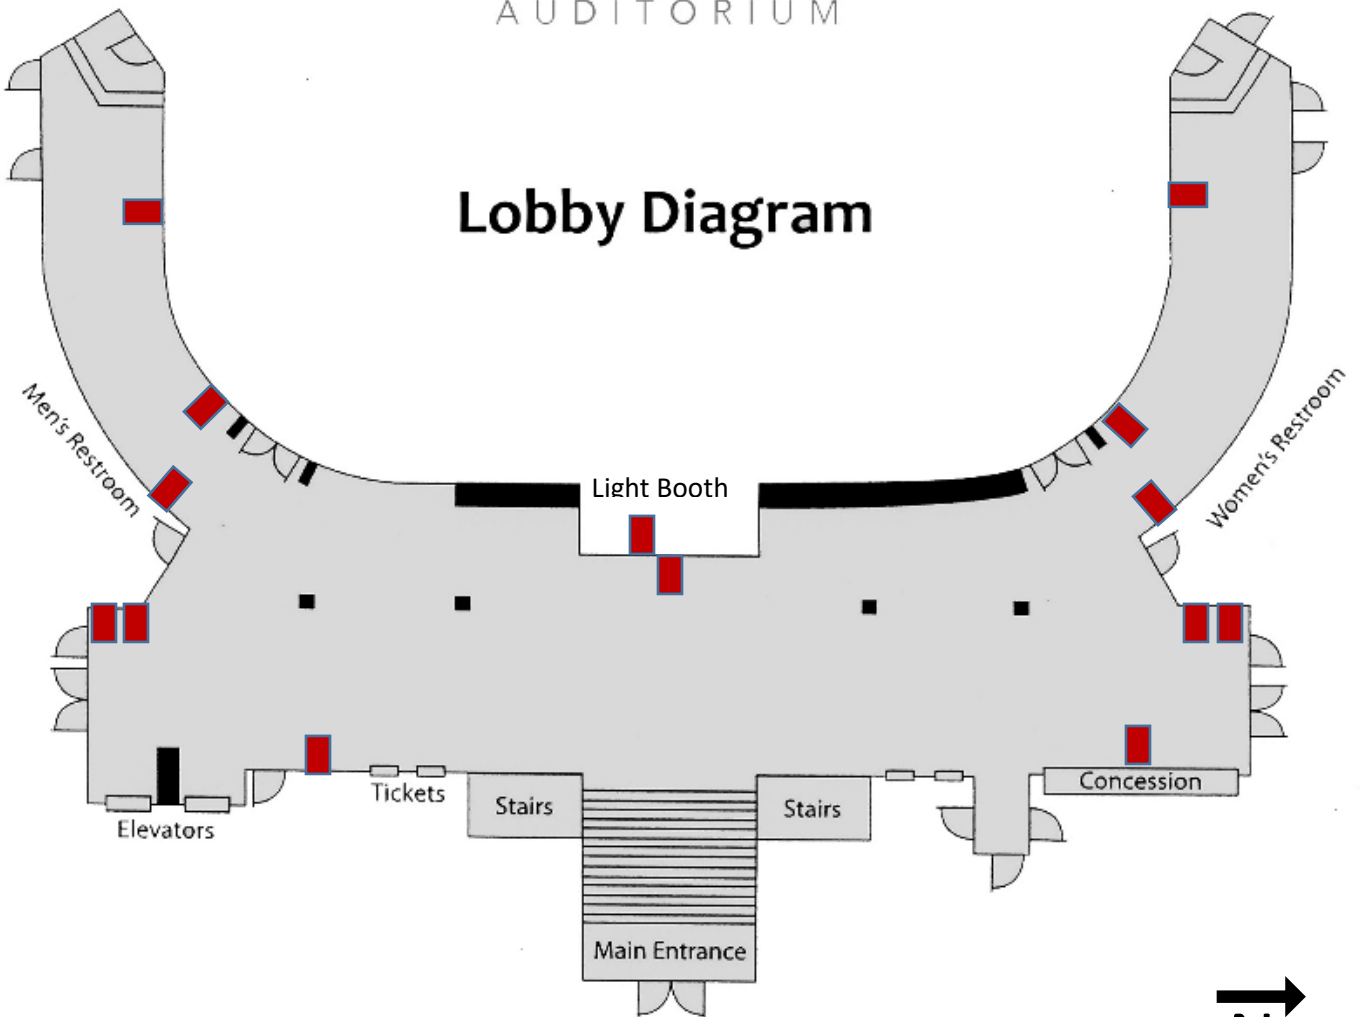 AUDITORIUM
Lobby Diagram
Men's Restroom
Women's Restroom
Light Booth
Tickets
Elevators
Stairs
Stairs
Concession
Main Entrance